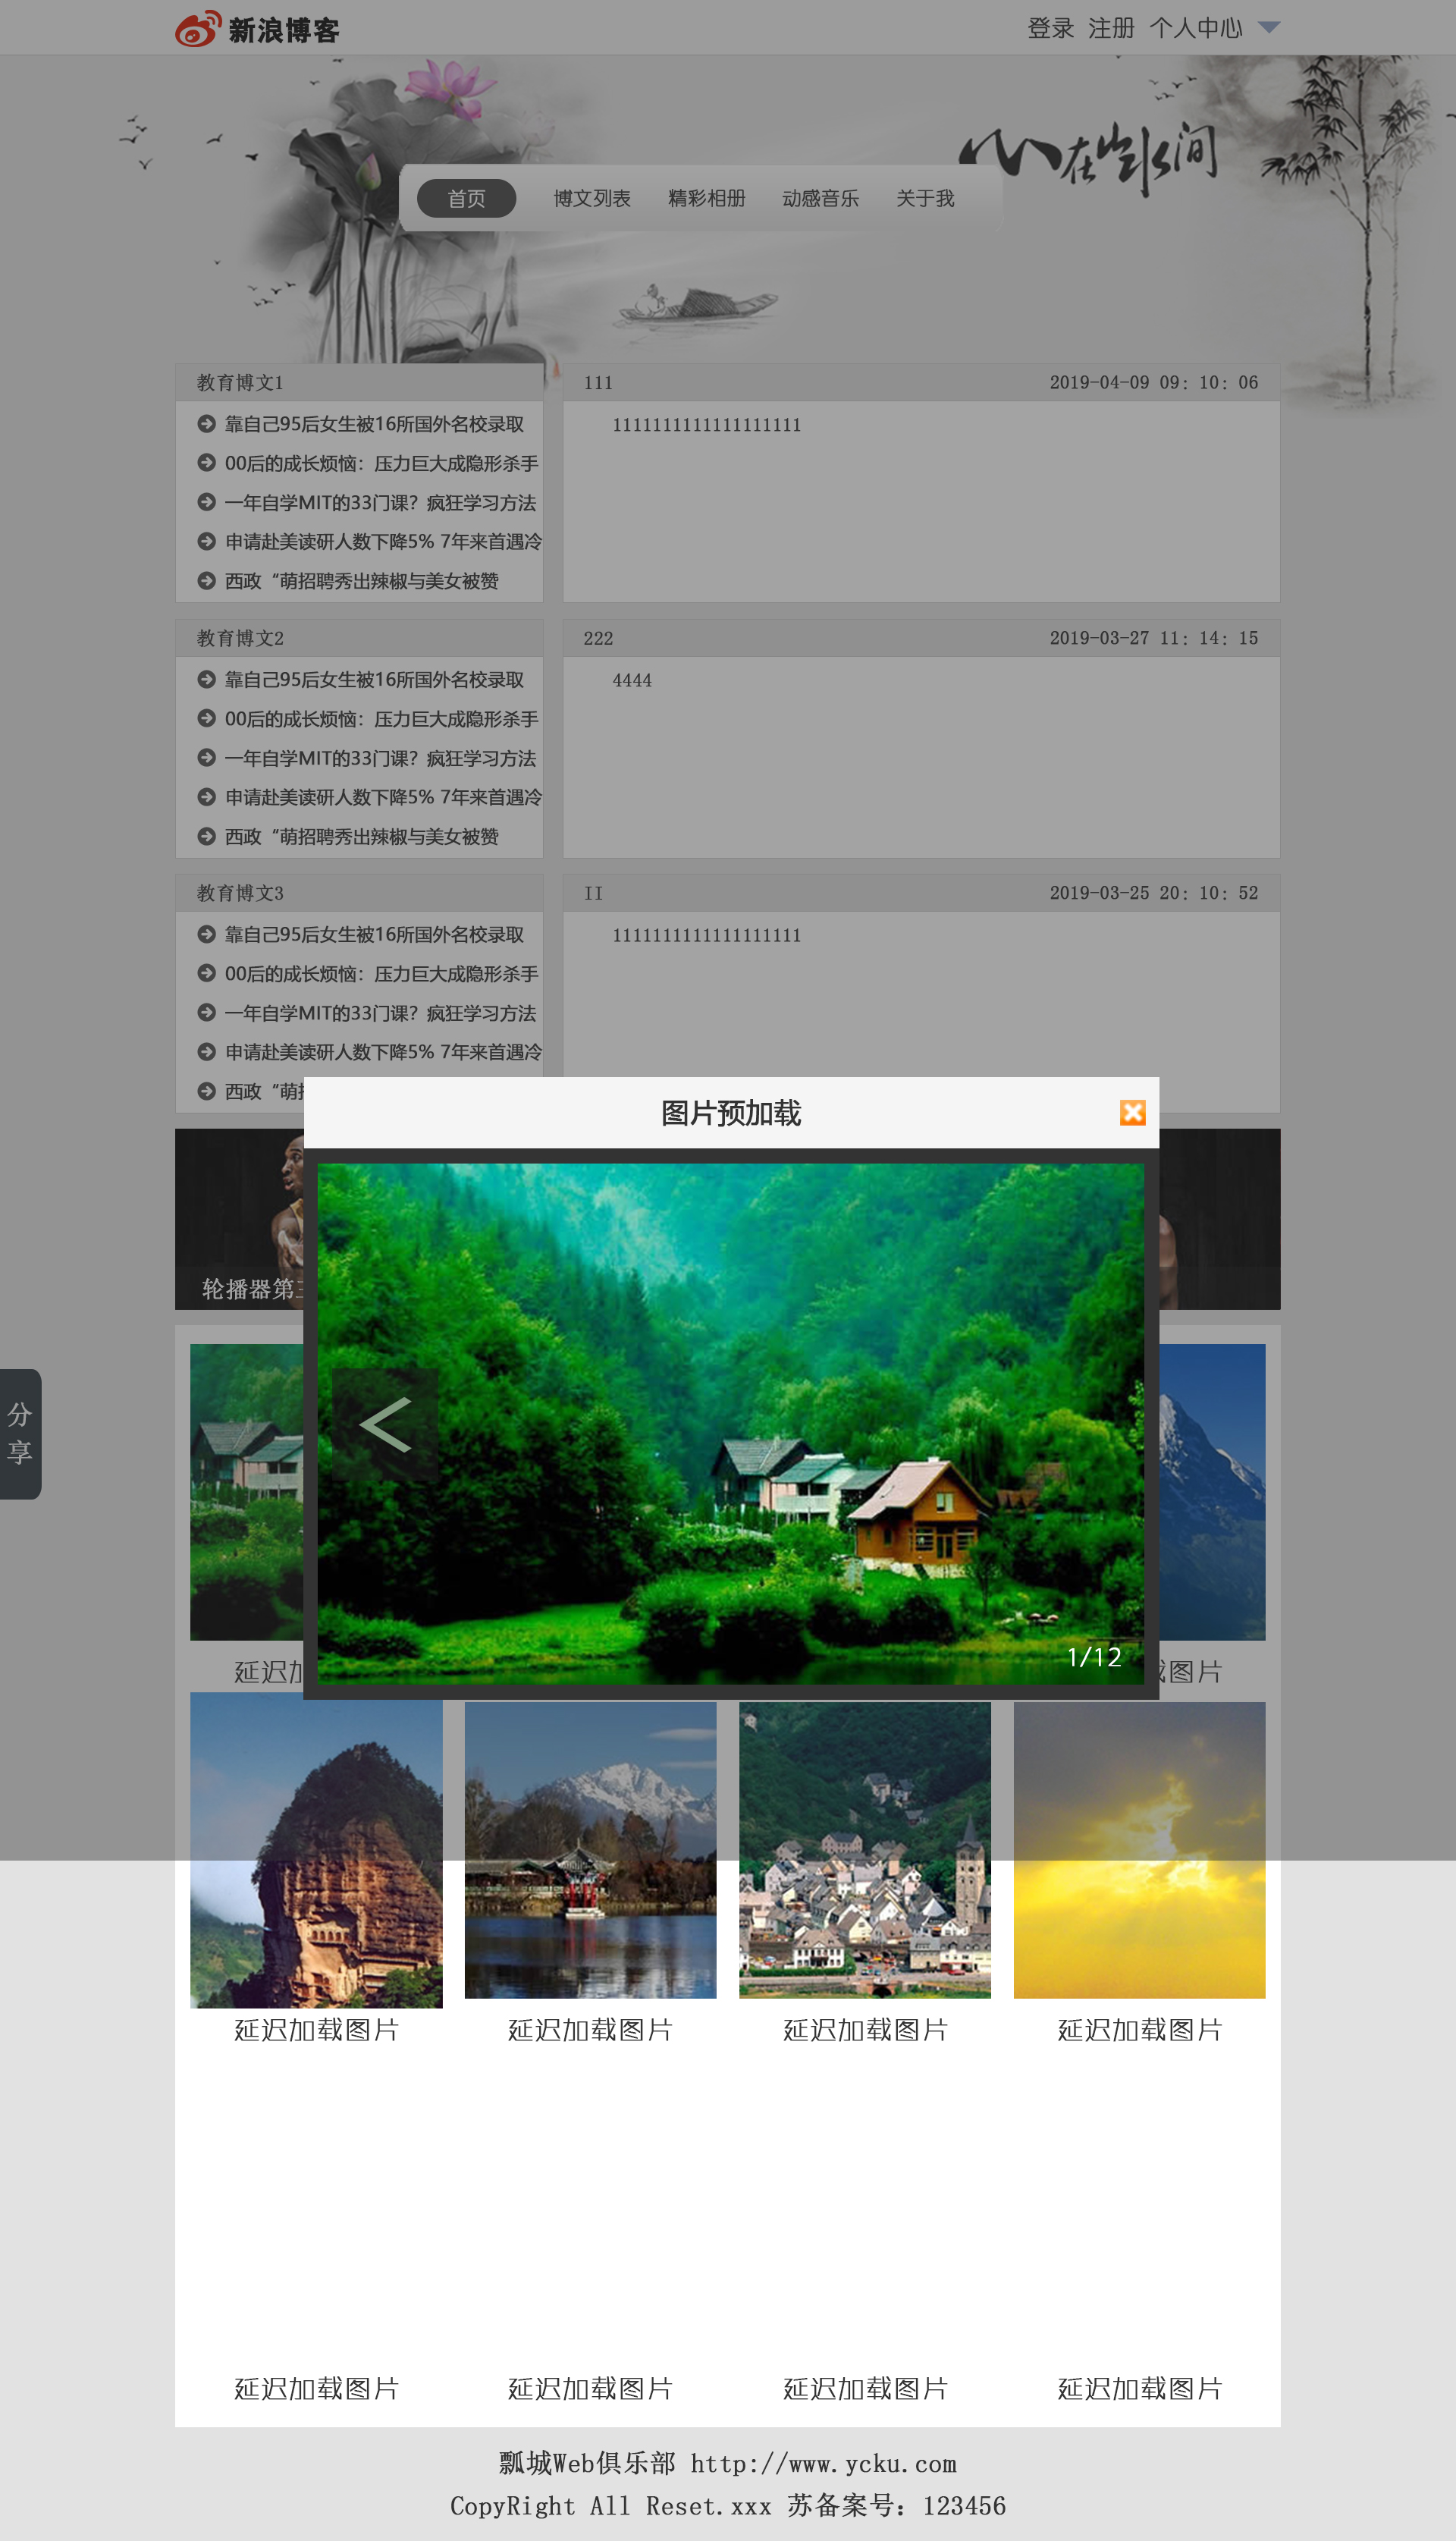 新浪博客
登录 注册 个人中心
心在山水间
首页 博文列表 精彩相册 动感音乐 关于我
教育博文1
靠自己95后女生被16所国外名校录取
00后的成长烦恼：压力巨大成隐形杀手
一年自学MIT的33门课？疯狂学习方法
申请赴美读研人数下降5% 7年来首遇冷
西政“萌招聘秀出辣椒与美女被赞
111 2019-04-09 09：10：06
1111111111111111111
教育博文2
靠自己95后女生被16所国外名校录取
00后的成长烦恼：压力巨大成隐形杀手
一年自学MIT的33门课？疯狂学习方法
申请赴美读研人数下降5% 7年来首遇冷
西政“萌招聘秀出辣椒与美女被赞
222 2019-03-27 11：14：15
4444
教育博文3
靠自己95后女生被16所国外名校录取
00后的成长烦恼：压力巨大成隐形杀手
一年自学MIT的33门课？疯狂学习方法
申请赴美读研人数下降5% 7年来首遇冷
西政“萌
II 2019-03-25 20：10：52
1111111111111111111
图片预加载
轮播器第
分
享
<
1/12
延迟 图片
延迟加载图片 延迟加载图片 延迟加载图片 延迟加载图片
延迟加载图片 延迟加载图片 延迟加载图片 延迟加载图片
瓢城Web俱乐部 http://www.ycku.com
CopyRight All Reset.xxx 苏备案号：123456